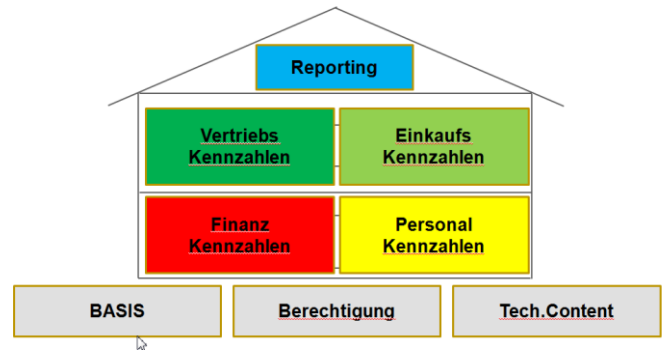 Reporting
Vertriebs Einkaufs
Kennzahlen Kennzahlen
Finanz Personal
Kennzahlen Kennzahlen
BASIS Berechtigung Tech.Content